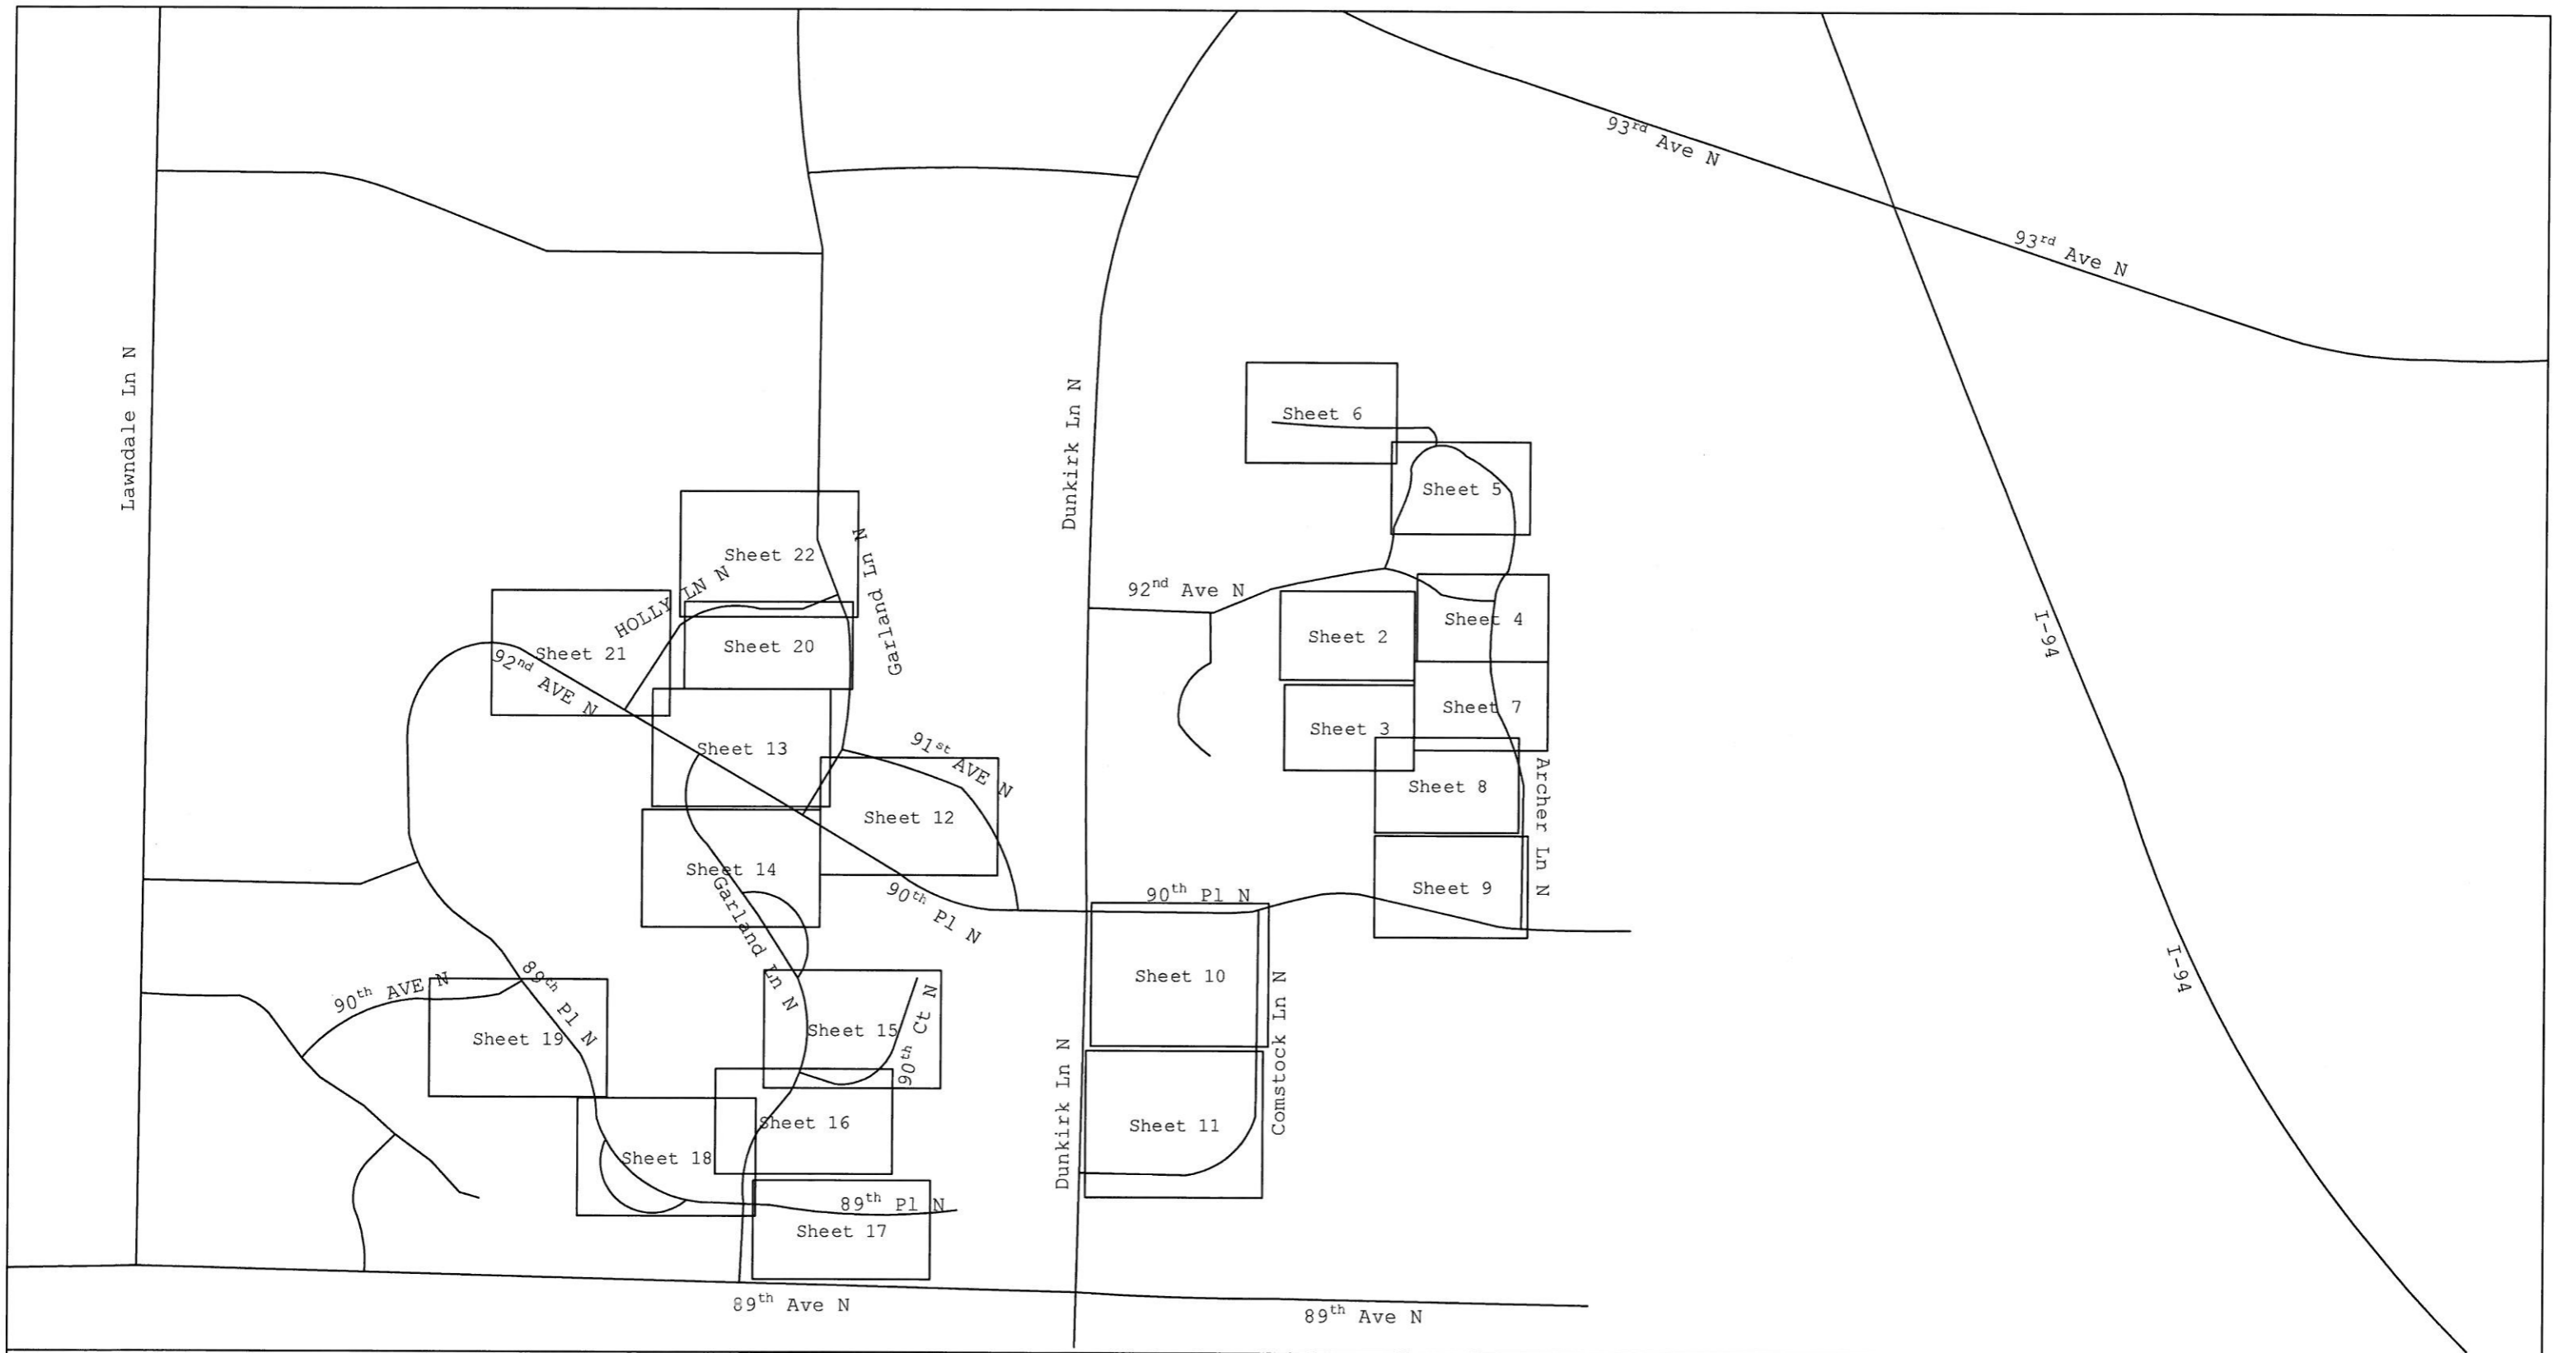 93rd Ave N
93rd Ave N
Lawndale Ln N
Dunkirk Ln N
Sheet 6
Sheet 5
Sheet 22
Garland Ln N
HOLLY LN N
92nd Ave N
Sheet 4
Sheet 2
Sheet 20
Sheet 21
92nd AVE N
I-94
Sheet 7
Sheet 3
Sheet 13
91st AVE N
Sheet 8
Archer Ln N
Sheet 12
Sheet 14
Garland Ln N
90th Pl N
90th Pl N
Sheet 9
I-94
Sheet 10
Comstock Ln N
90th AVE N
89th Pl N
Sheet 19
Sheet 15
90th Ct N
Dunkirk Ln N
Sheet 16
Sheet 11
Sheet 18
89th Pl N
Sheet 17
89th Ave N
89th Ave N